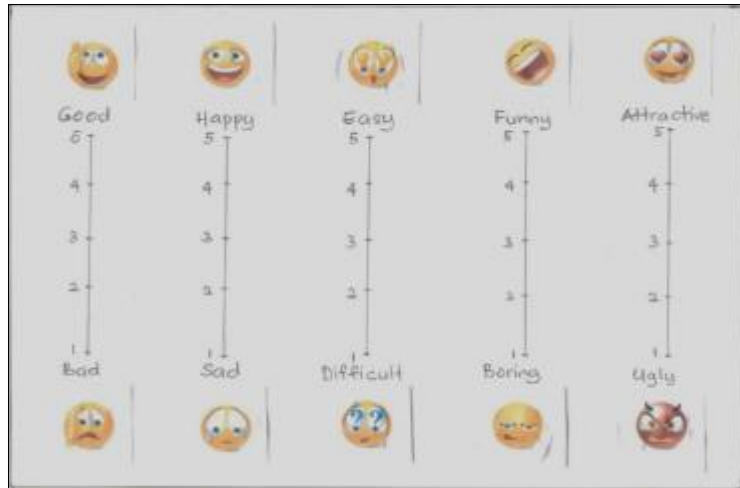 Good Happy Easy Funny Attractive
5 5 5 5 5
4 4 4 4 4
3 3 3 3 3
2 2 2 2 2
1 1 1 1 1
Bad Sad Difficult Boring Ugly
??